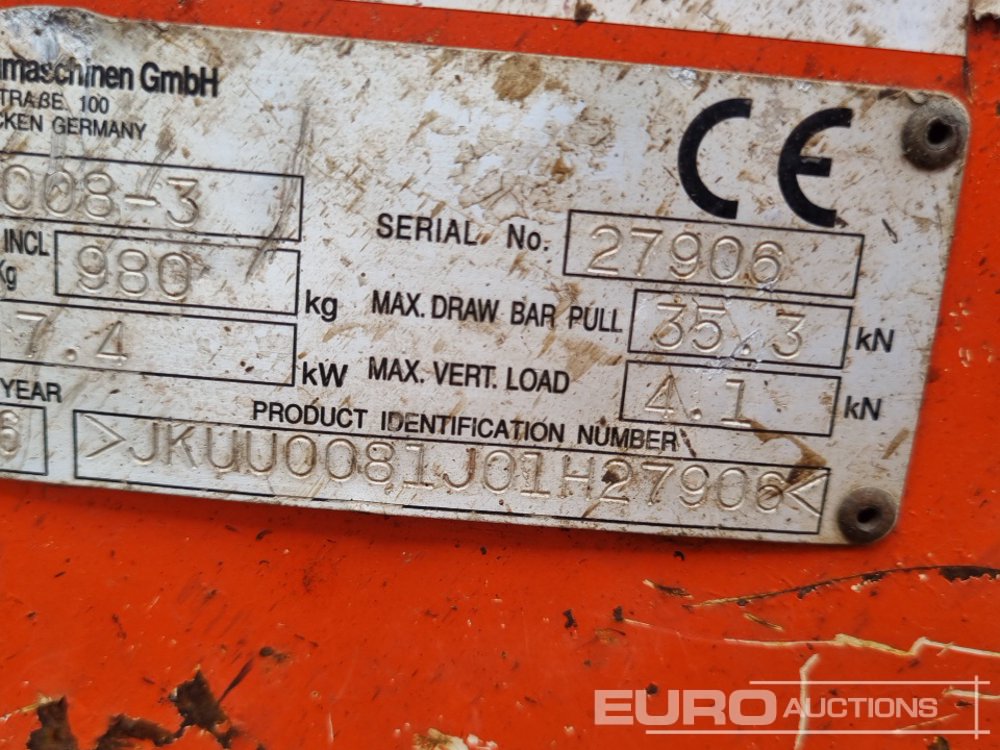 umaschinen GmbH
TRAßE 100
CKEN GERMANY
CE
008-3
SERIAL No. 27906
INCL
Kg 980 kg
MAX. DRAW BAR PULL 35.3 kN
7.4 kW
MAX. VERT. LOAD 4.1 kN
YEAR
6
PRODUCT IDENTIFICATION NUMBER
>JKUU0081J01H27906<
EURO AUCTIONS